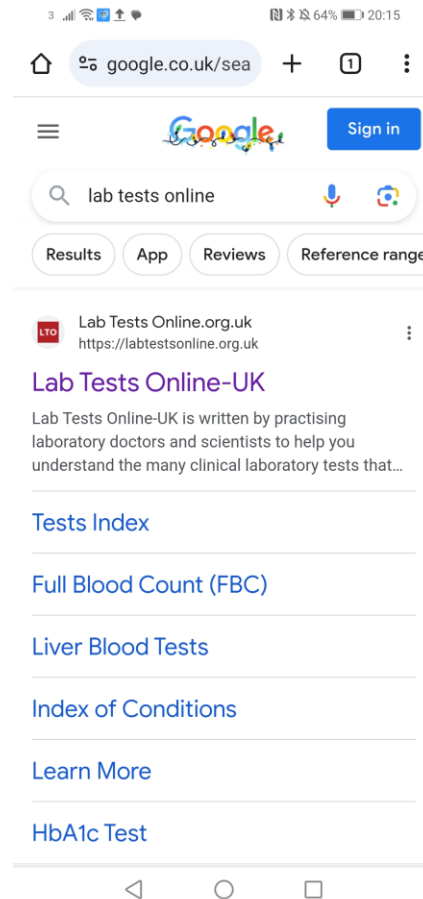 3
64% 20:15
google.co.uk/sea
1
Google
Sign in
lab tests online
Results
App
Reviews
Reference range
LTO
Lab Tests Online.org.uk
https://labtestsonline.org.uk
Lab Tests Online-UK
Lab Tests Online-UK is written by practising
laboratory doctors and scientists to help you
understand the many clinical laboratory tests that...
Tests Index
Full Blood Count (FBC)
Liver Blood Tests
Index of Conditions
Learn More
HbA1c Test